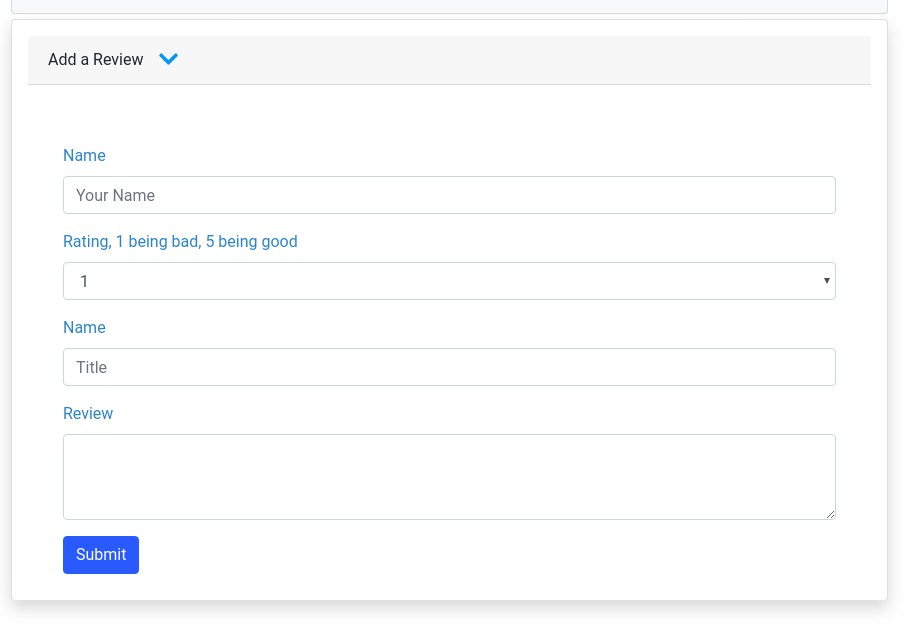 Add a Review
Name
Your Name
Rating, 1 being bad, 5 being good
1
Name
Title
Review
Submit